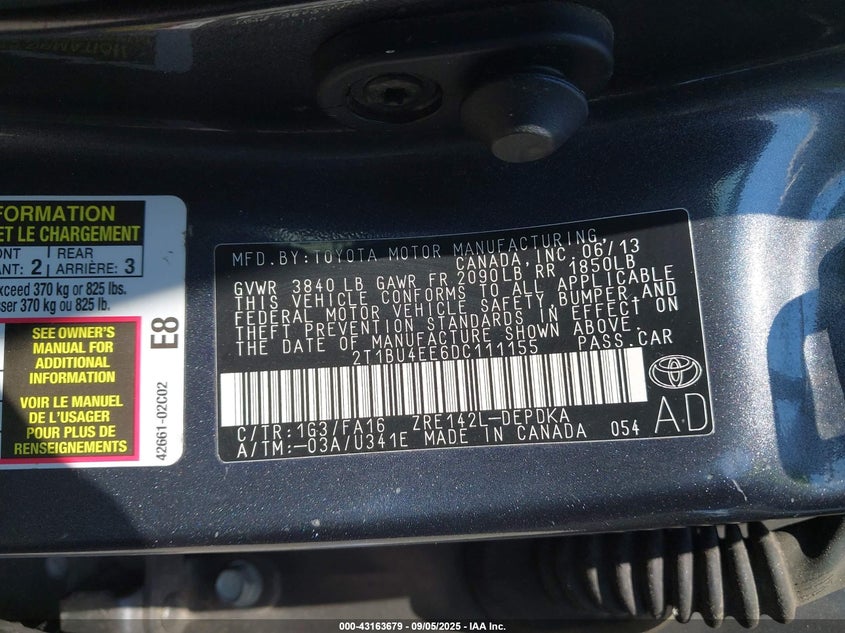 FORMATION
ET LE CHARGEMENT
ONT
ANT: 2
REAR
ARRIÈRE: 3
exceed 370 kg or 825 lbs.
sser 370 kg ou 825 lb.
SEE OWNER'S
MANUAL FOR
ADDITIONAL
INFORMATION
VOIR LE MANUEL
DE L'USAGER
POUR PLUS DE
RENSEIGNEMENTS
E8
42661-02C02
MFD.BY:TOYOTA MOTOR MANUFACTURING,
CANADA,INC. 06/13
GVWR 3840LB GAWR FR 2090LB RR 1850LB
THIS VEHICLE CONFORMS TO ALL APPLICABLE
FEDERAL MOTOR VEHICLE SAFETY,BUMPER,AND
THEFT PREVENTION STANDARDS IN EFFECT ON
THE DATE OF MANUFACTURE SHOWN ABOVE.
2T1BU4EE6DC111155 PASS.CAR
C/TR:1G3/FA16 ZRE142L-DEPDKA
A/TM:-03A/U341E MADE IN CANADA 054
A.D
000-43163679 - 09/05/2025 - IAA Inc.